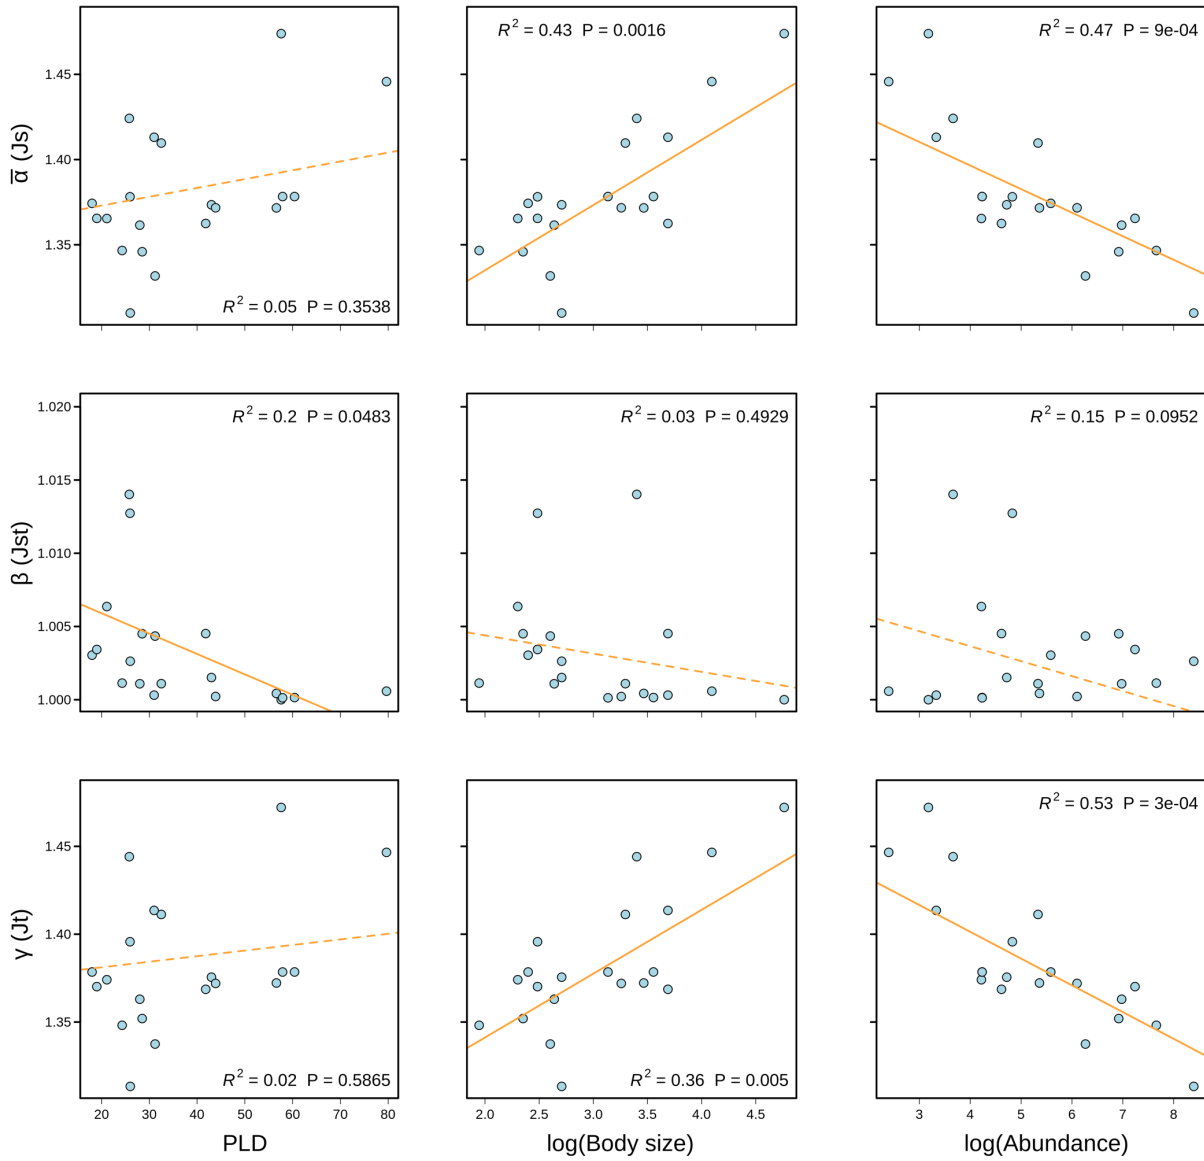 R² = 0.05 P = 0.3538
R² = 0.43 P = 0.0016
R² = 0.47 P = 9e-04
1.45
1.40
1.35
α̅ (Js)
R² = 0.2 P = 0.0483
R² = 0.03 P = 0.4929
R² = 0.15 P = 0.0952
1.020
1.015
1.010
1.005
1.000
β (Jst)
R² = 0.02 P = 0.5865
R² = 0.36 P = 0.005
R² = 0.53 P = 3e-04
1.45
1.40
1.35
γ (Jt)
20 30 40 50 60 70 80
2.0 2.5 3.0 3.5 4.0 4.5
3 4 5 6 7 8
PLD
log(Body size)
log(Abundance)